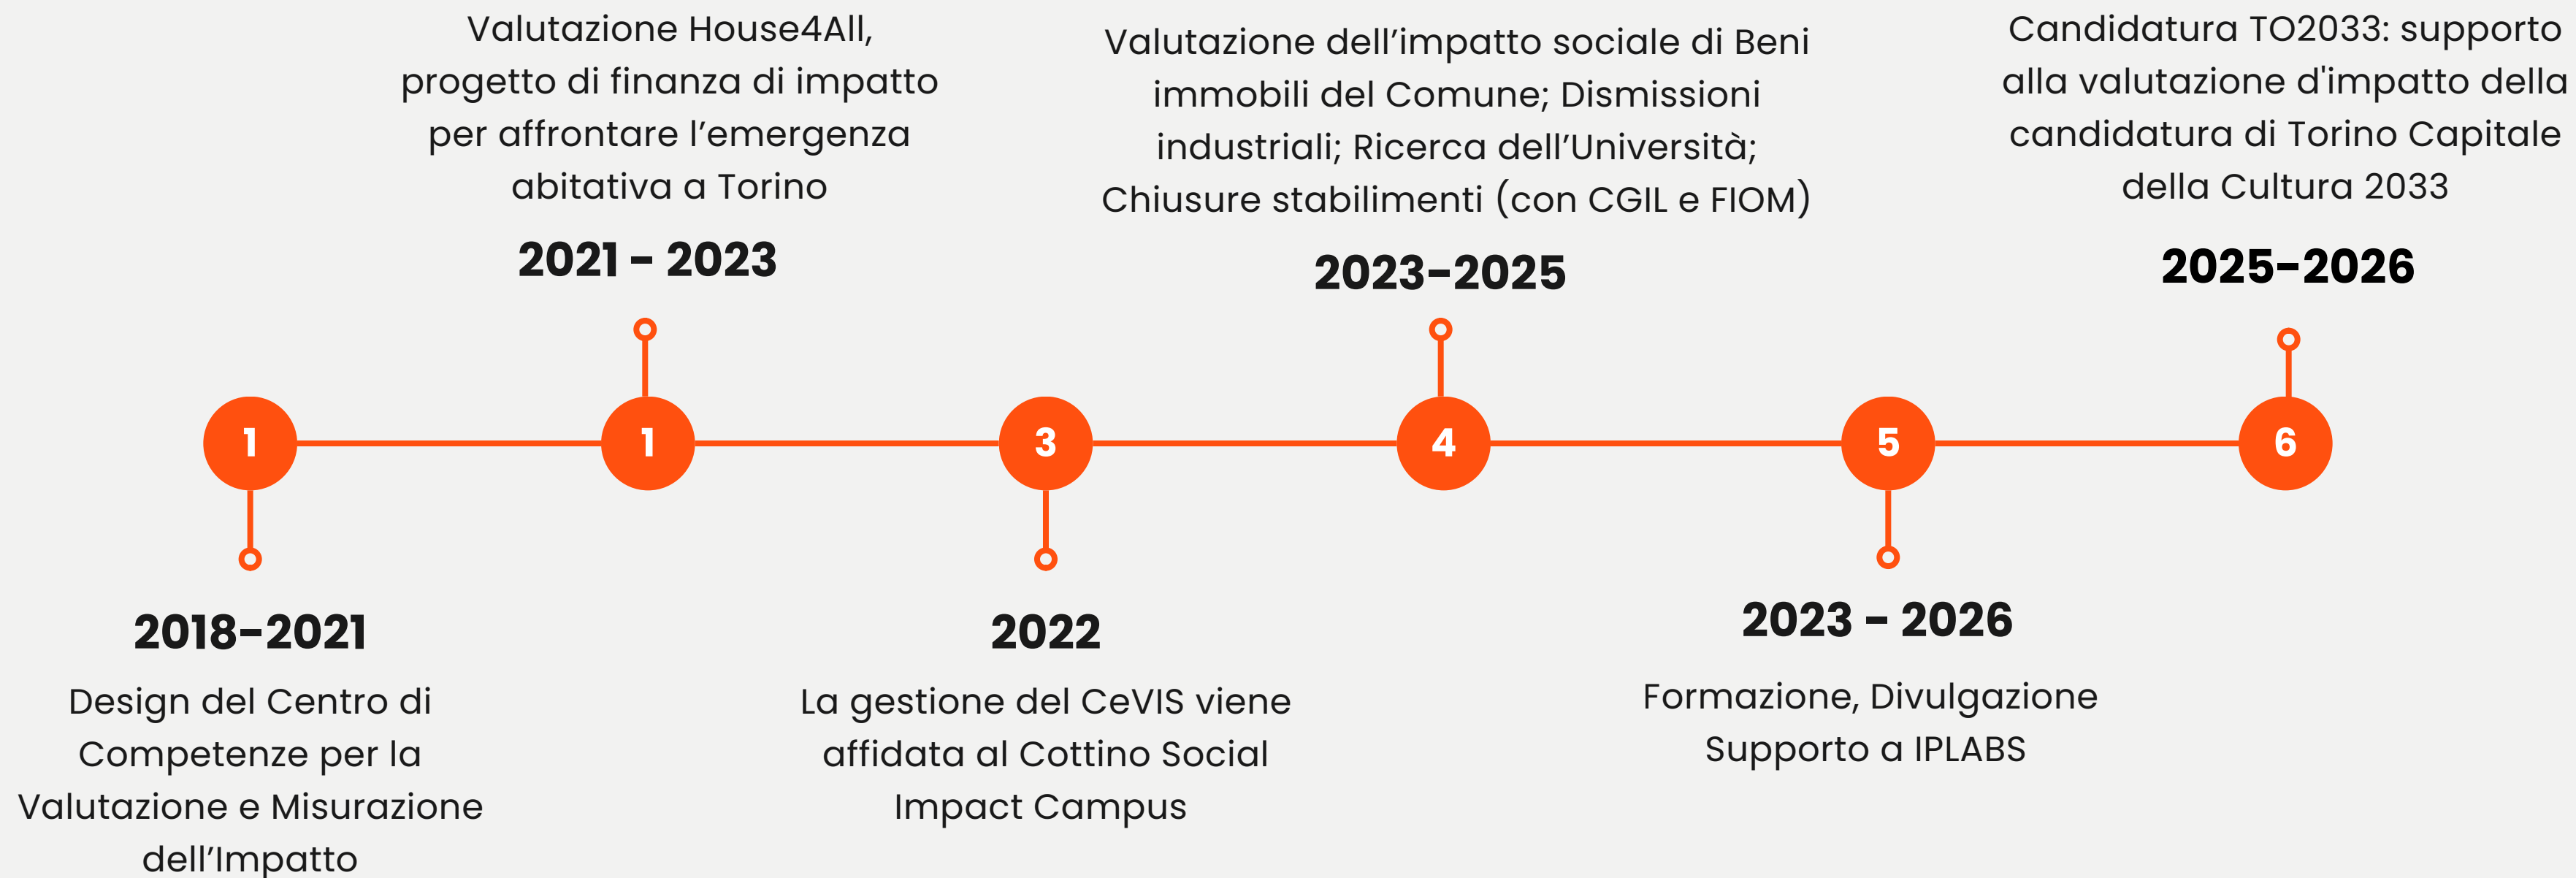 Valutazione House4All,
progetto di finanza di impatto
per affrontare l’emergenza
abitativa a Torino
2021 - 2023
Valutazione dell’impatto sociale di Beni
immobili del Comune; Dismissioni
industriali; Ricerca dell’Università;
Chiusure stabilimenti (con CGIL e FIOM)
2023-2025
Candidatura TO2033: supporto
alla valutazione d'impatto della
candidatura di Torino Capitale
della Cultura 2033
2025-2026
1
1
3
4
5
6
2018-2021
Design del Centro di
Competenze per la
Valutazione e Misurazione
dell’Impatto
2022
La gestione del CeVIS viene
affidata al Cottino Social
Impact Campus
2023 - 2026
Formazione, Divulgazione
Supporto a IPLABS